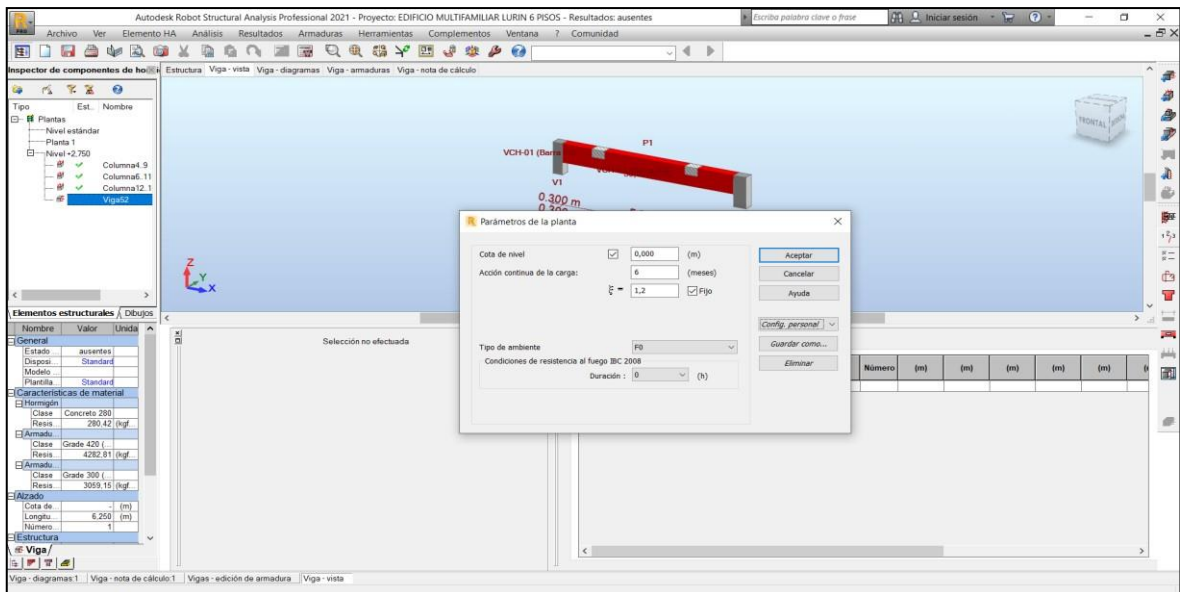 Autodesk Robot Structural Analysis Professional 2021 - Proyecto: EDIFICIO MULTIFAMILIAR LURIN 6 PISOS - Resultados: ausentes
Escriba palabra clave o frase
Iniciar sesión
PRO
Archivo Ver Elemento HA Análisis Resultados Armaduras Herramientas Complementos Ventana ? Comunidad
Inspector de componentes de ho
Estructura Viga - vista Viga - diagramas Viga - armaduras Viga - nota de cálculo
Tipo Est... Nombre
Plantas
Nivel estándar
Planta 1
Nivel +2,750
Columna4..9
Columna6..11
Columna12..1
Viga52
Elementos estructurales Dibujos
VCH-01 (Barra
P1
V1
0.300 m
FRONTAL
Z
Y
X
Parámetros de la planta
Cota de nivel 0,000 (m)
Acción continua de la carga: 6 (meses)
ξ = 1,2 Fijo
Tipo de ambiente F0
Condiciones de resistencia al fuego IBC 2008
Duración : 0 (h)
Aceptar
Cancelar
Ayuda
Config. personal
Guardar como...
Eliminar
Nombre Valor Unida
General
Estado ausentes
Disposi... Standard
Modelo ...
Plantilla... Standard
Características de material
Hormigón
Clase Concreto 280
Resis... 280,42 (kgf...
Armadu...
Clase Grade 420 (...
Resis... 4282,81 (kgf...
Armadu...
Clase Grade 300 (...
Resis... 3059,15 (kgf...
Alzado
Cota de... - (m)
Longitu... 6,250 (m)
Número... 1
Estructura
Viga
Selección no efectuada
Número (m) (m) (m) (m) (m)
Viga - diagramas:1 Viga - nota de cálculo:1 Vigas - edición de armadura Viga - vista